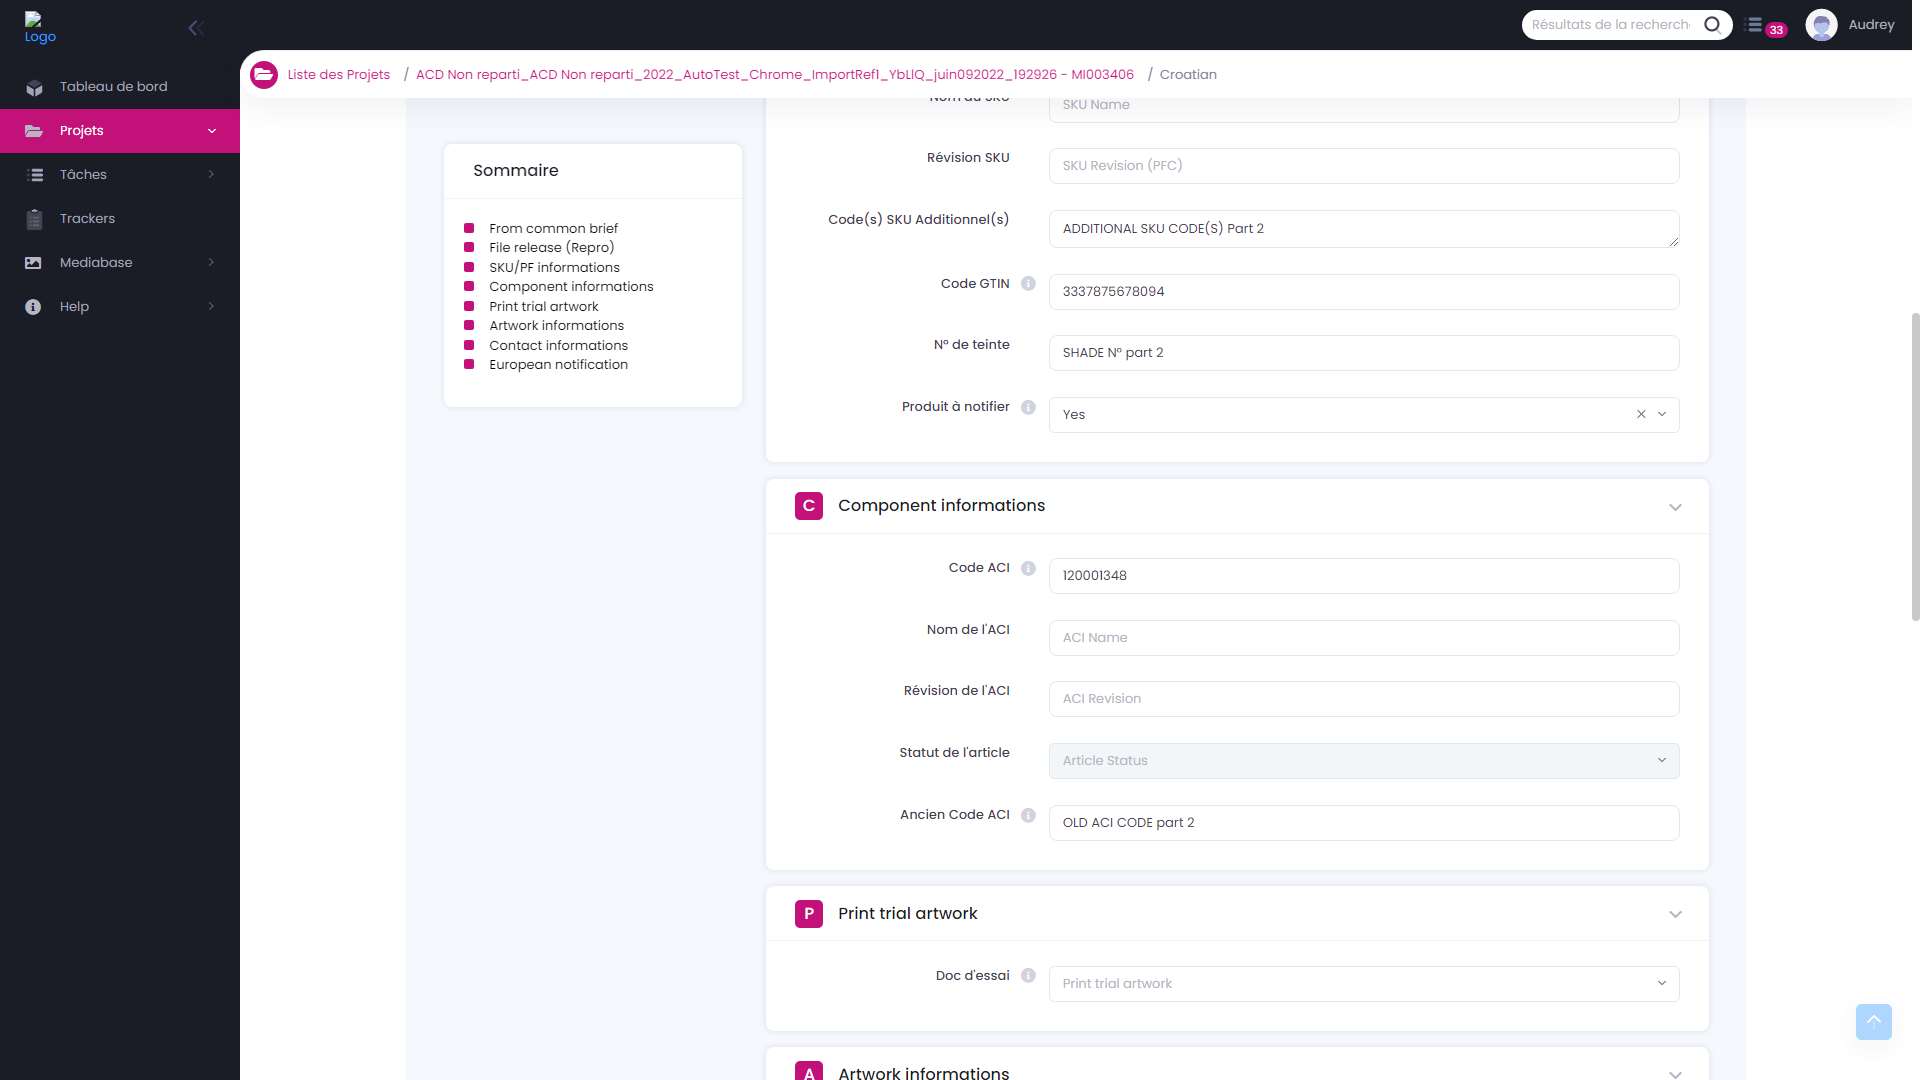 Logo
Résultats de la recherch
33
Audrey
Liste des Projets / ACD Non reparti_ACD Non reparti_2022_AutoTest_Chrome_ImportRef1_YbLlQ_juin092022_192926 - MI003406 / Croatian
Tableau de bord
Projets
Tâches
Trackers
Mediabase
Help
Sommaire
From common brief
File release (Repro)
SKU/PF informations
Component informations
Print trial artwork
Artwork informations
Contact informations
European notification
Nom du SKU
SKU Name
Révision SKU
SKU Revision (PFC)
Code(s) SKU Additionnel(s)
ADDITIONAL SKU CODE(S) Part 2
Code GTIN
3337875678094
N° de teinte
SHADE N° part 2
Produit à notifier
Yes
C Component informations
Code ACI
120001348
Nom de l'ACI
ACI Name
Révision de l'ACI
ACI Revision
Statut de l'article
Article Status
Ancien Code ACI
OLD ACI CODE part 2
P Print trial artwork
Doc d'essai
Print trial artwork
A Artwork informations